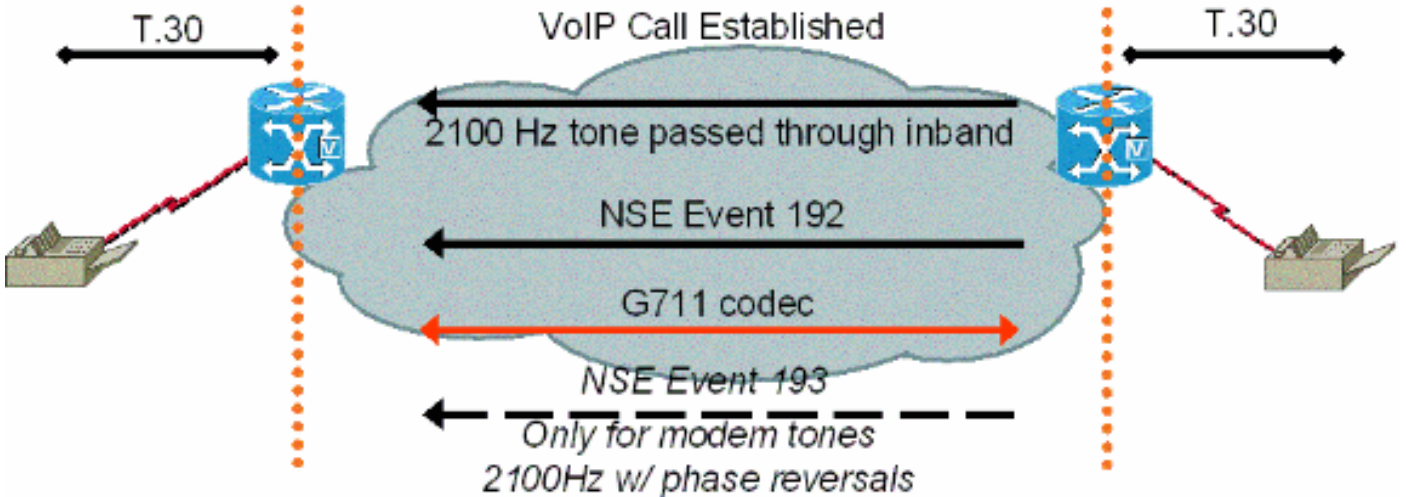 T.30
VoIP Call Established
T.30
2100 Hz tone passed through inband
V
V
NSE Event 192
G711 codec
NSE Event 193
Only for modem tones
2100Hz w/ phase reversals